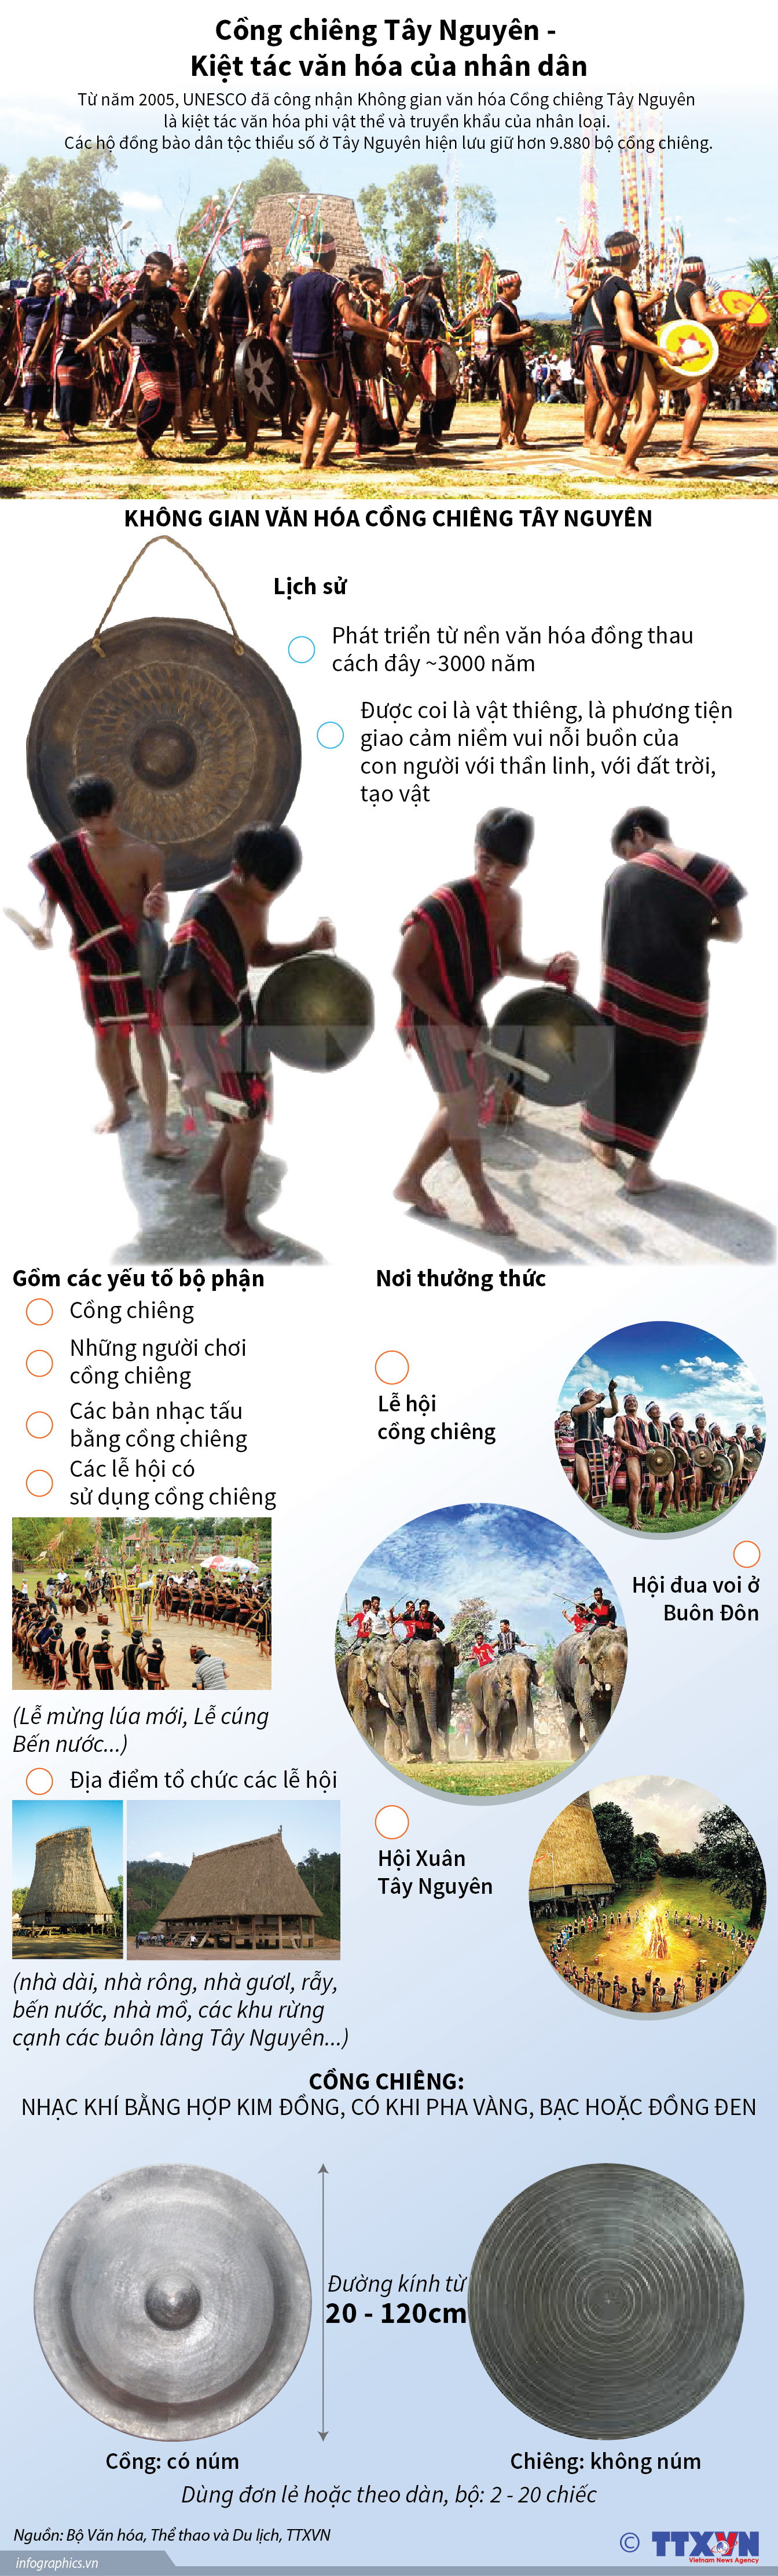 Cồng chiêng Tây Nguyên -
Kiệt tác văn hóa của nhân dân
Từ năm 2005, UNESCO đã công nhận Không gian văn hóa Cồng chiêng Tây Nguyên
là kiệt tác văn hóa phi vật thể và truyền khẩu của nhân loại.
Các hộ đồng bào dân tộc thiểu số ở Tây Nguyên hiện lưu giữ hơn 9.880 bộ cồng chiêng.
KHÔNG GIAN VĂN HÓA CỒNG CHIÊNG TÂY NGUYÊN
Lịch sử
Phát triển từ nền văn hóa đồng thau
cách đây ~3000 năm
Được coi là vật thiêng, là phương tiện
giao cảm niềm vui nỗi buồn của
con người với thần linh, với đất trời,
tạo vật
Gồm các yếu tố bộ phận
Cồng chiêng
Những người chơi
cồng chiêng
Các bản nhạc tấu
bằng cồng chiêng
Các lễ hội có
sử dụng cồng chiêng
(Lễ mừng lúa mới, Lễ cúng
Bến nước...)
Địa điểm tổ chức các lễ hội
(nhà dài, nhà rông, nhà gươl, rẫy,
bến nước, nhà mồ, các khu rừng
cạnh các buôn làng Tây Nguyên...)
Nơi thưởng thức
Lễ hội
cồng chiêng
Hội đua voi ở
Buôn Đôn
Hội Xuân
Tây Nguyên
CỒNG CHIÊNG:
NHẠC KHÍ BẰNG HỢP KIM ĐỒNG, CÓ KHI PHA VÀNG, BẠC HOẶC ĐỒNG ĐEN
Đường kính từ
20 - 120cm
Cồng: có núm
Chiêng: không núm
Dùng đơn lẻ hoặc theo dàn, bộ: 2 - 20 chiếc
Nguồn: Bộ Văn hóa, Thể thao và Du lịch, TTXVN
© TTXVN
Vietnam News Agency
infographics.vn